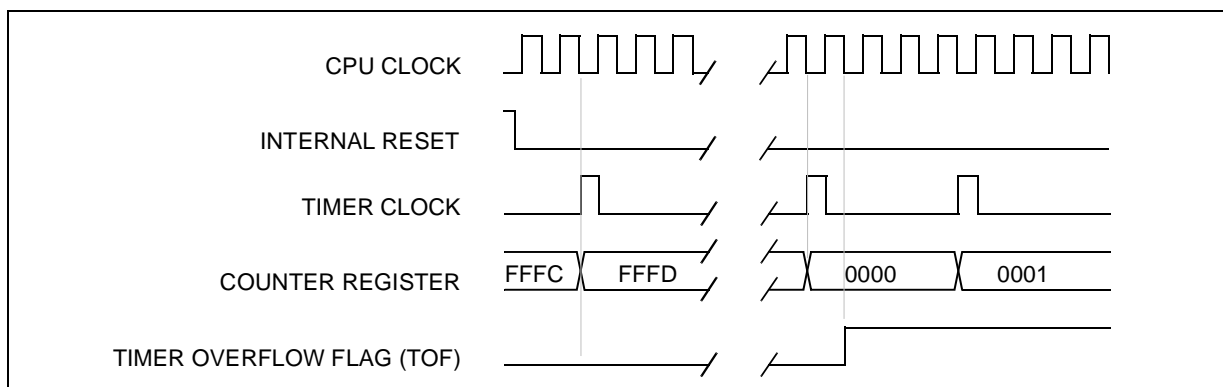 CPU CLOCK
INTERNAL RESET
TIMER CLOCK
COUNTER REGISTER
FFFC
FFFD
0000
0001
TIMER OVERFLOW FLAG (TOF)